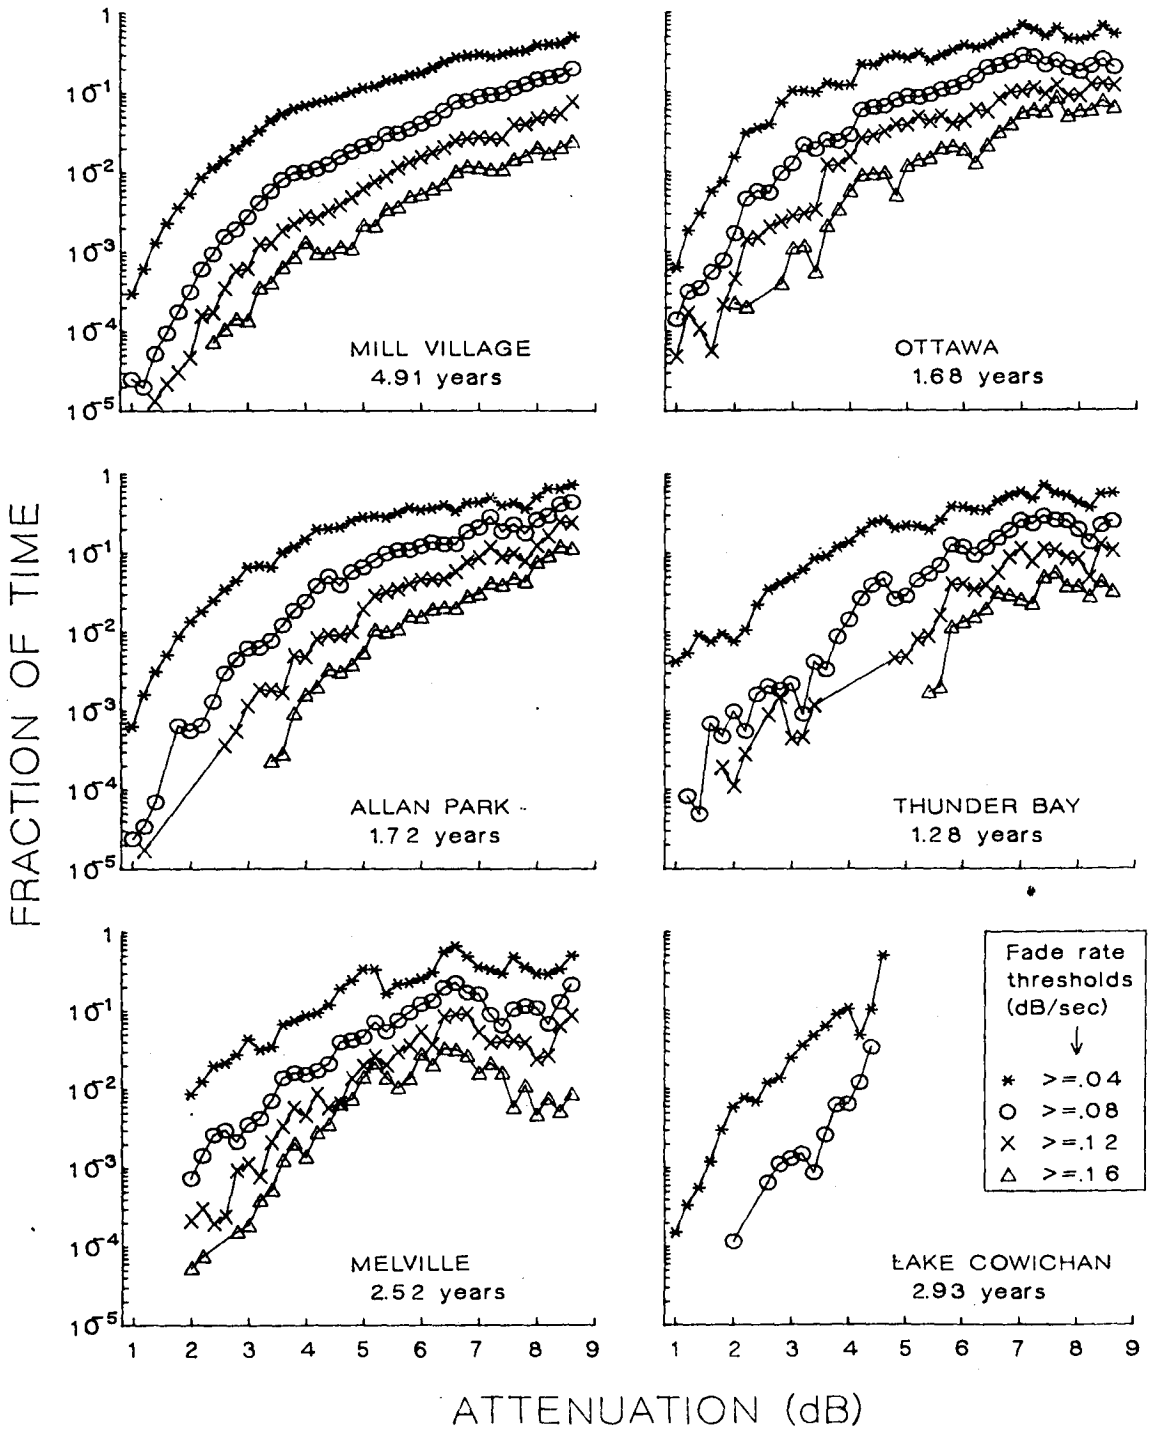 1
10-1
10-2
10-3
10-4
10-5
MILL VILLAGE
4.91 years
OTTAWA
1.68 years
1
10-1
10-2
10-3
10-4
10-5
ALLAN PARK
1.72 years
THUNDER BAY
1.28 years
FRACTION OF TIME
1
10-1
10-2
10-3
10-4
10-5
MELVILLE
2.52 years
1 2 3 4 5 6 7 8 9
Fade rate
thresholds
(dB/sec)
↓
>=.04
>=.08
>=.12
>=.16
LAKE COWICHAN
2.93 years
1 2 3 4 5 6 7 8 9
ATTENUATION (dB)